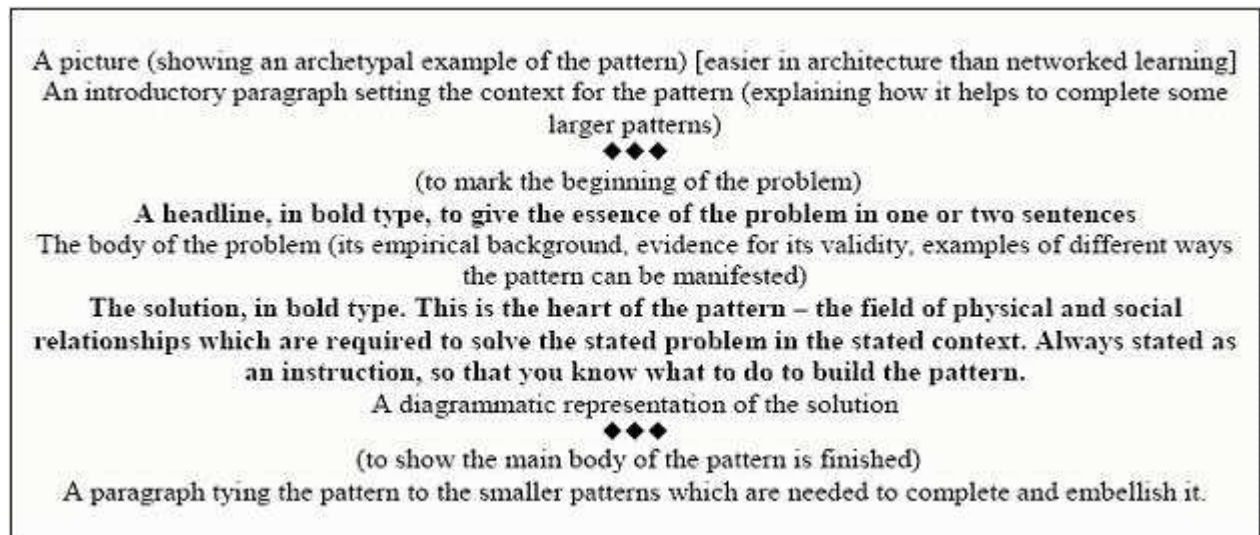 A picture (showing an archetypal example of the pattern) [easier in architecture than networked learning]
An introductory paragraph setting the context for the pattern (explaining how it helps to complete some
larger patterns)
◆◆◆
(to mark the beginning of the problem)
A headline, in bold type, to give the essence of the problem in one or two sentences
The body of the problem (its empirical background, evidence for its validity, examples of different ways
the pattern can be manifested)
The solution, in bold type. This is the heart of the pattern – the field of physical and social
relationships which are required to solve the stated problem in the stated context. Always stated as
an instruction, so that you know what to do to build the pattern.
A diagrammatic representation of the solution
◆◆◆
(to show the main body of the pattern is finished)
A paragraph tying the pattern to the smaller patterns which are needed to complete and embellish it.